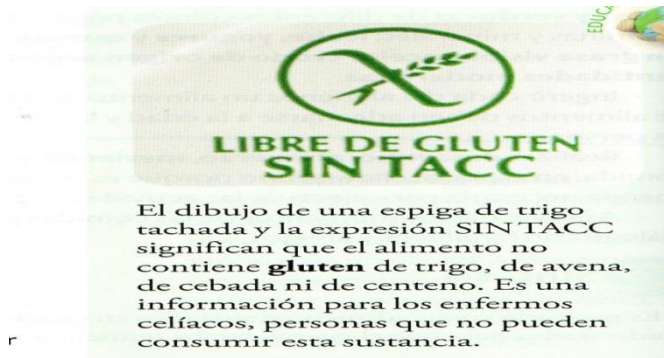 EDUC
LIBRE DE GLUTEN
SIN TACC
El dibujo de una espiga de trigo
tachada y la expresión SIN TACC
significan que el alimento no
contiene gluten de trigo, de avena,
de cebada ni de centeno. Es una
información para los enfermos
celíacos, personas que no pueden
consumir esta sustancia.
r